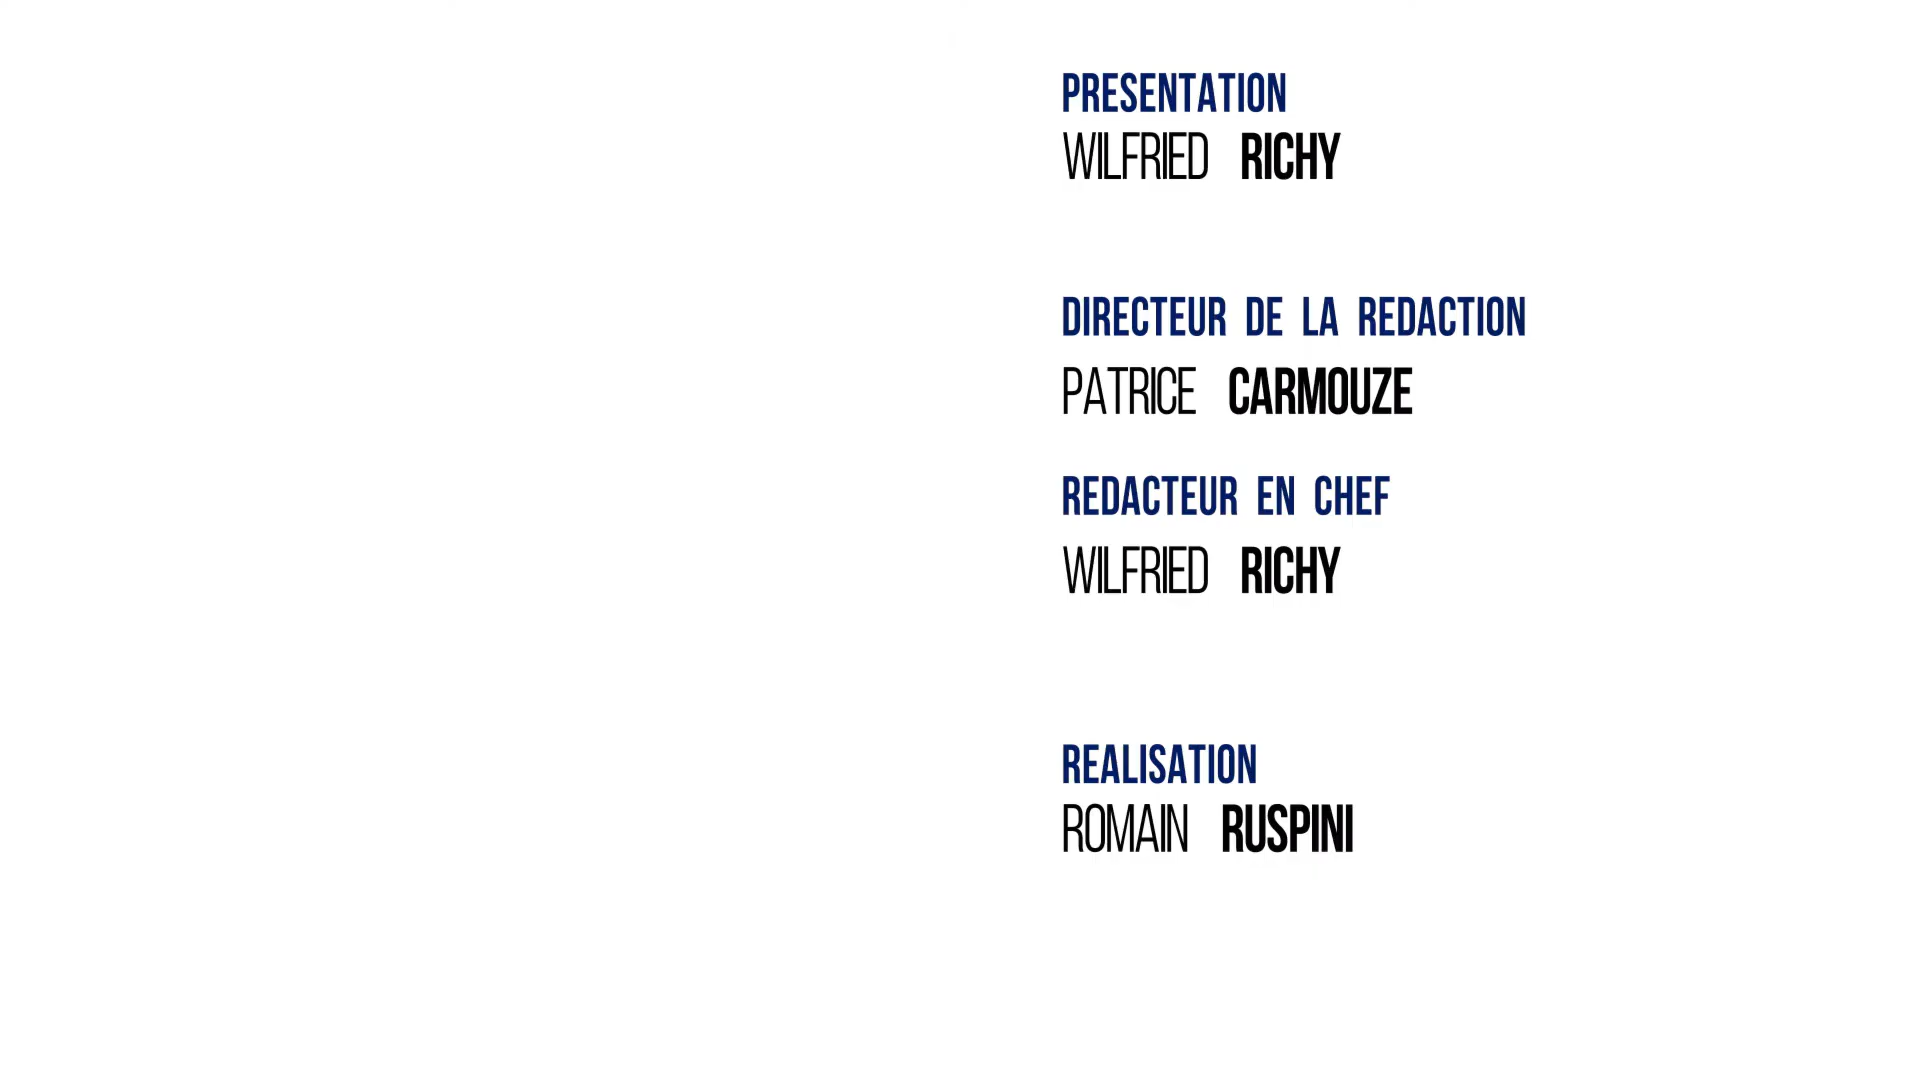 PRESENTATION
WILFRIED RICHY
DIRECTEUR DE LA REDACTION
PATRICE CARMOUZE
REDACTEUR EN CHEF
WILFRIED RICHY
REALISATION
ROMAIN RUSPINI